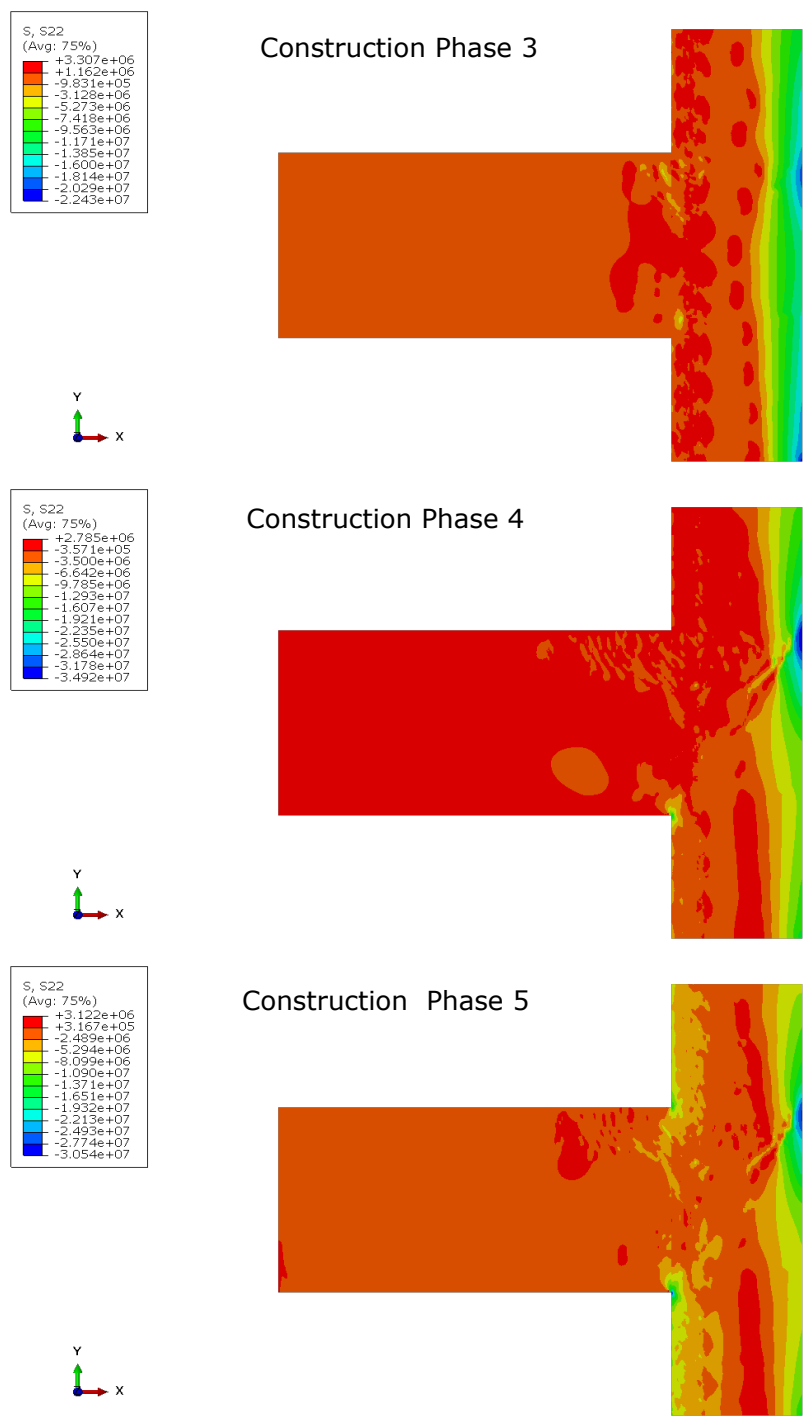 S, S22
(Avg: 75%)
+3.307e+06
+1.162e+06
-9.831e+05
-3.128e+06
-5.273e+06
-7.418e+06
-9.563e+06
-1.171e+07
-1.385e+07
-1.600e+07
-1.814e+07
-2.029e+07
-2.243e+07
Construction Phase 3
Y
X
S, S22
(Avg: 75%)
+2.785e+06
-3.571e+05
-3.500e+06
-6.642e+06
-9.785e+06
-1.293e+07
-1.607e+07
-1.921e+07
-2.235e+07
-2.550e+07
-2.864e+07
-3.178e+07
-3.492e+07
Construction Phase 4
Y
X
S, S22
(Avg: 75%)
+3.122e+06
+3.167e+05
-2.489e+06
-5.294e+06
-8.099e+06
-1.090e+07
-1.371e+07
-1.651e+07
-1.932e+07
-2.213e+07
-2.493e+07
-2.774e+07
-3.054e+07
Construction  Phase 5
Y
X